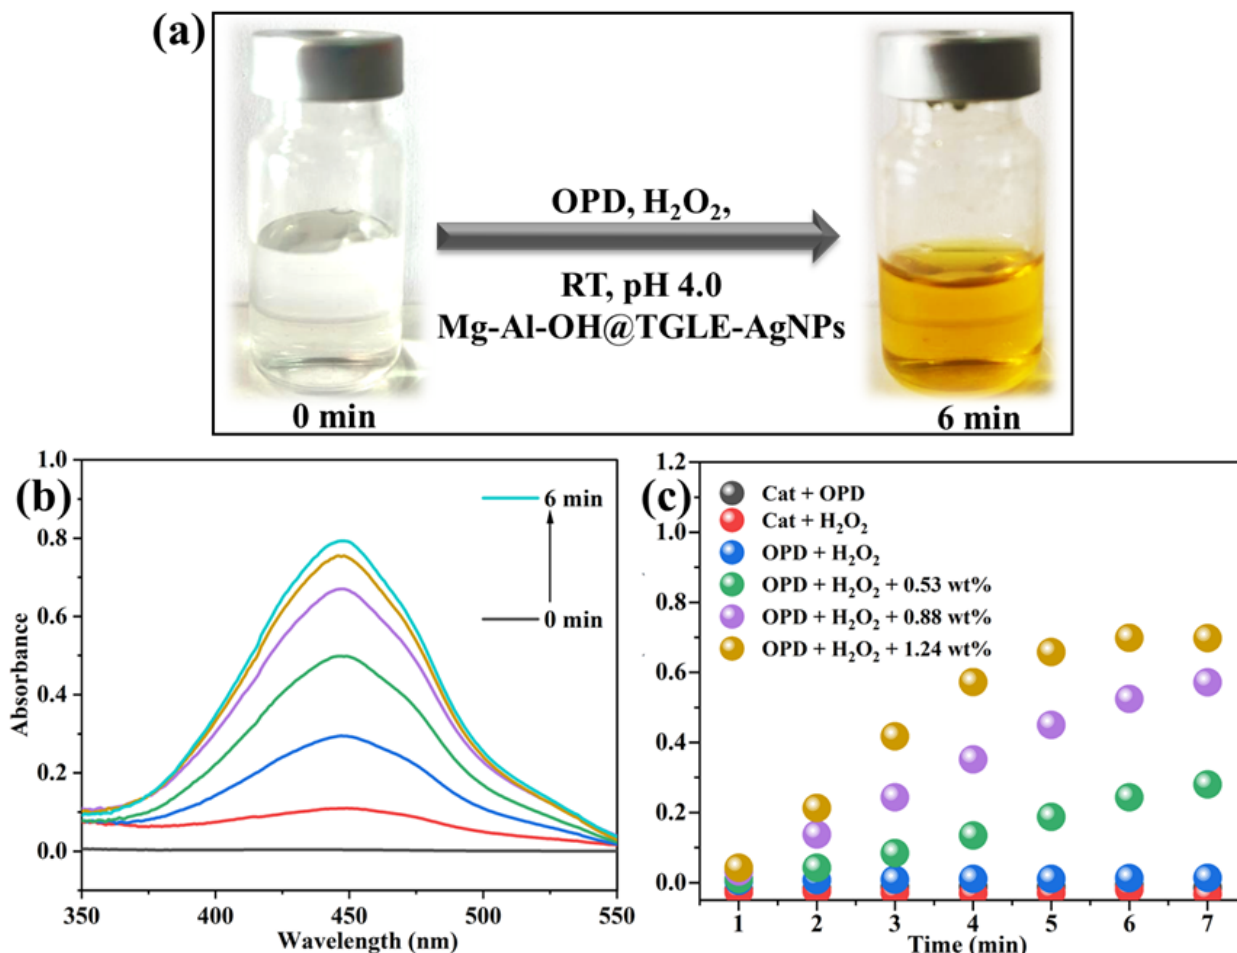 (a)
OPD, H₂O₂,
RT, pH 4.0
Mg-Al-OH@TGLE-AgNPs
0 min
6 min
(b)
1.0
0.8
0.6
0.4
0.2
0.0
Absorbance
6 min
0 min
350
400
450
500
550
Wavelength (nm)
(c)
1.2
1.0
0.8
0.6
0.4
0.2
0.0
Cat + OPD
Cat + H₂O₂
OPD + H₂O₂
OPD + H₂O₂ + 0.53 wt%
OPD + H₂O₂ + 0.88 wt%
OPD + H₂O₂ + 1.24 wt%
1
2
3
4
5
6
7
Time (min)